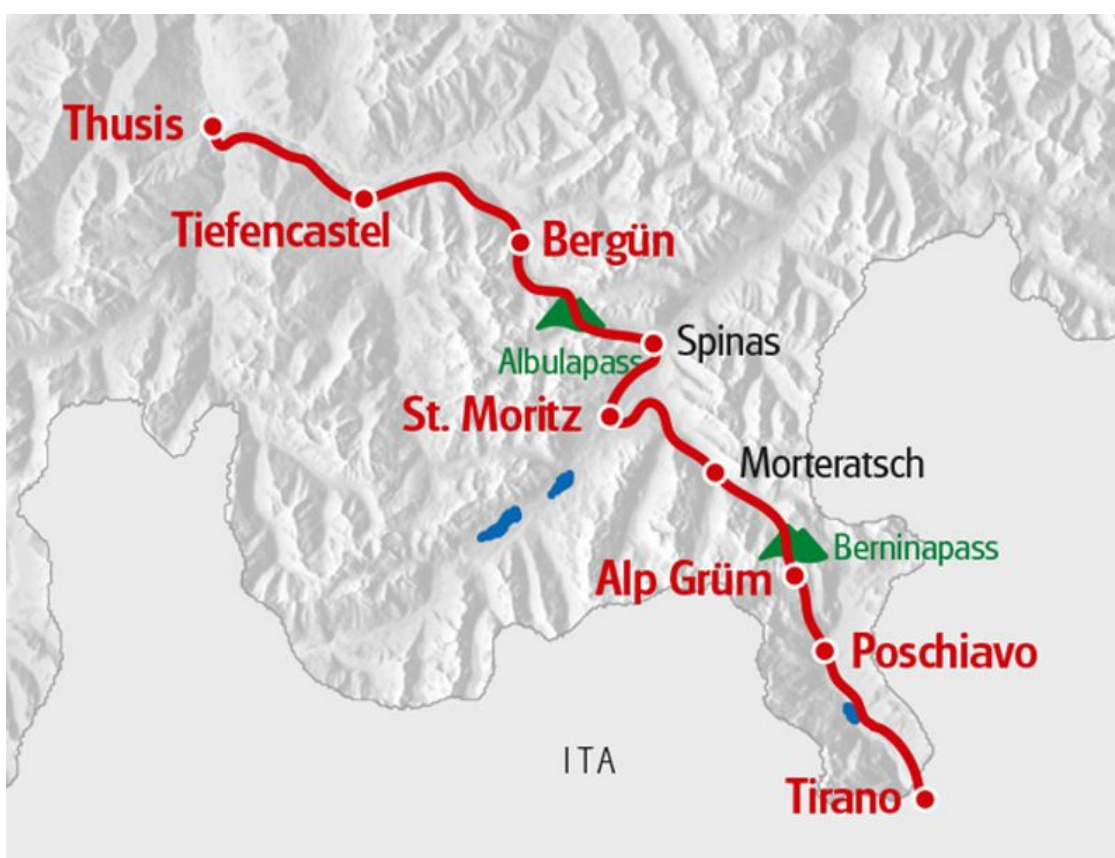 Thusis
Tiefencastel
Bergün
Spinas
Albulapass
St. Moritz
Morteratsch
Berninapass
Alp Grüm
Poschiavo
ITA
Tirano